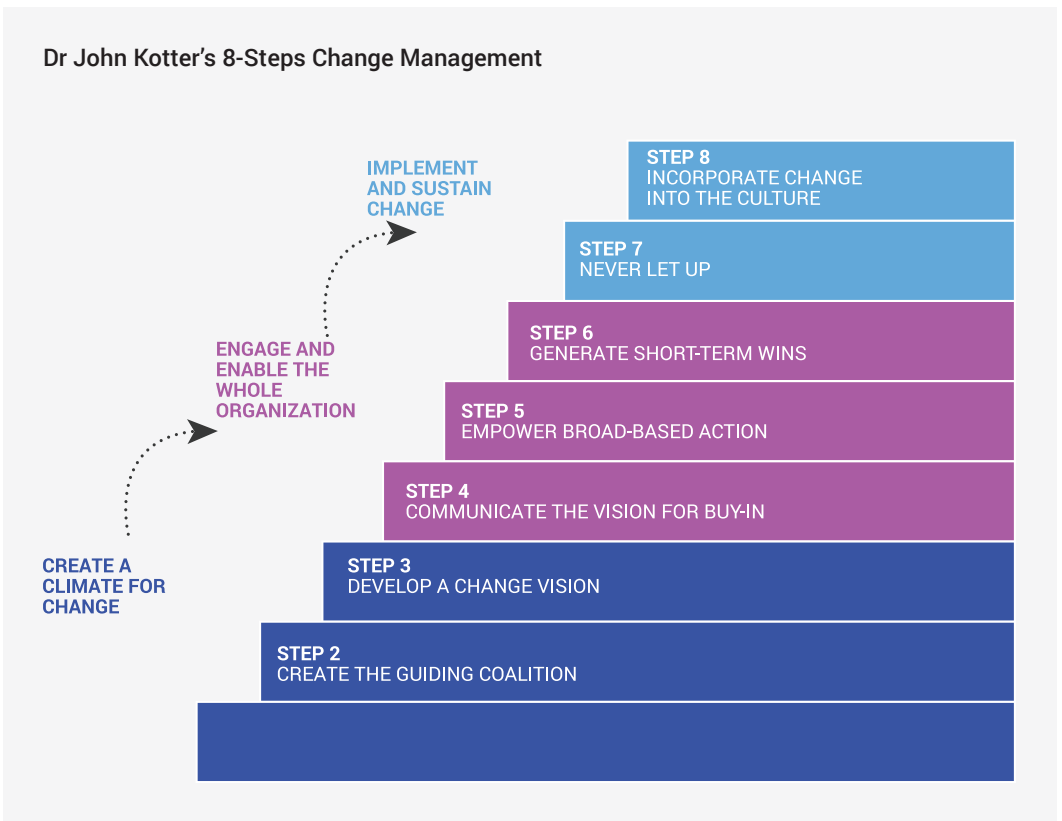 Dr John Kotter’s 8-Steps Change Management
IMPLEMENT
AND SUSTAIN
CHANGE
STEP 8
INCORPORATE CHANGE
INTO THE CULTURE
STEP 7
NEVER LET UP
ENGAGE AND
ENABLE THE
WHOLE
ORGANIZATION
STEP 6
GENERATE SHORT-TERM WINS
STEP 5
EMPOWER BROAD-BASED ACTION
STEP 4
COMMUNICATE THE VISION FOR BUY-IN
CREATE A
CLIMATE FOR
CHANGE
STEP 3
DEVELOP A CHANGE VISION
STEP 2
CREATE THE GUIDING COALITION